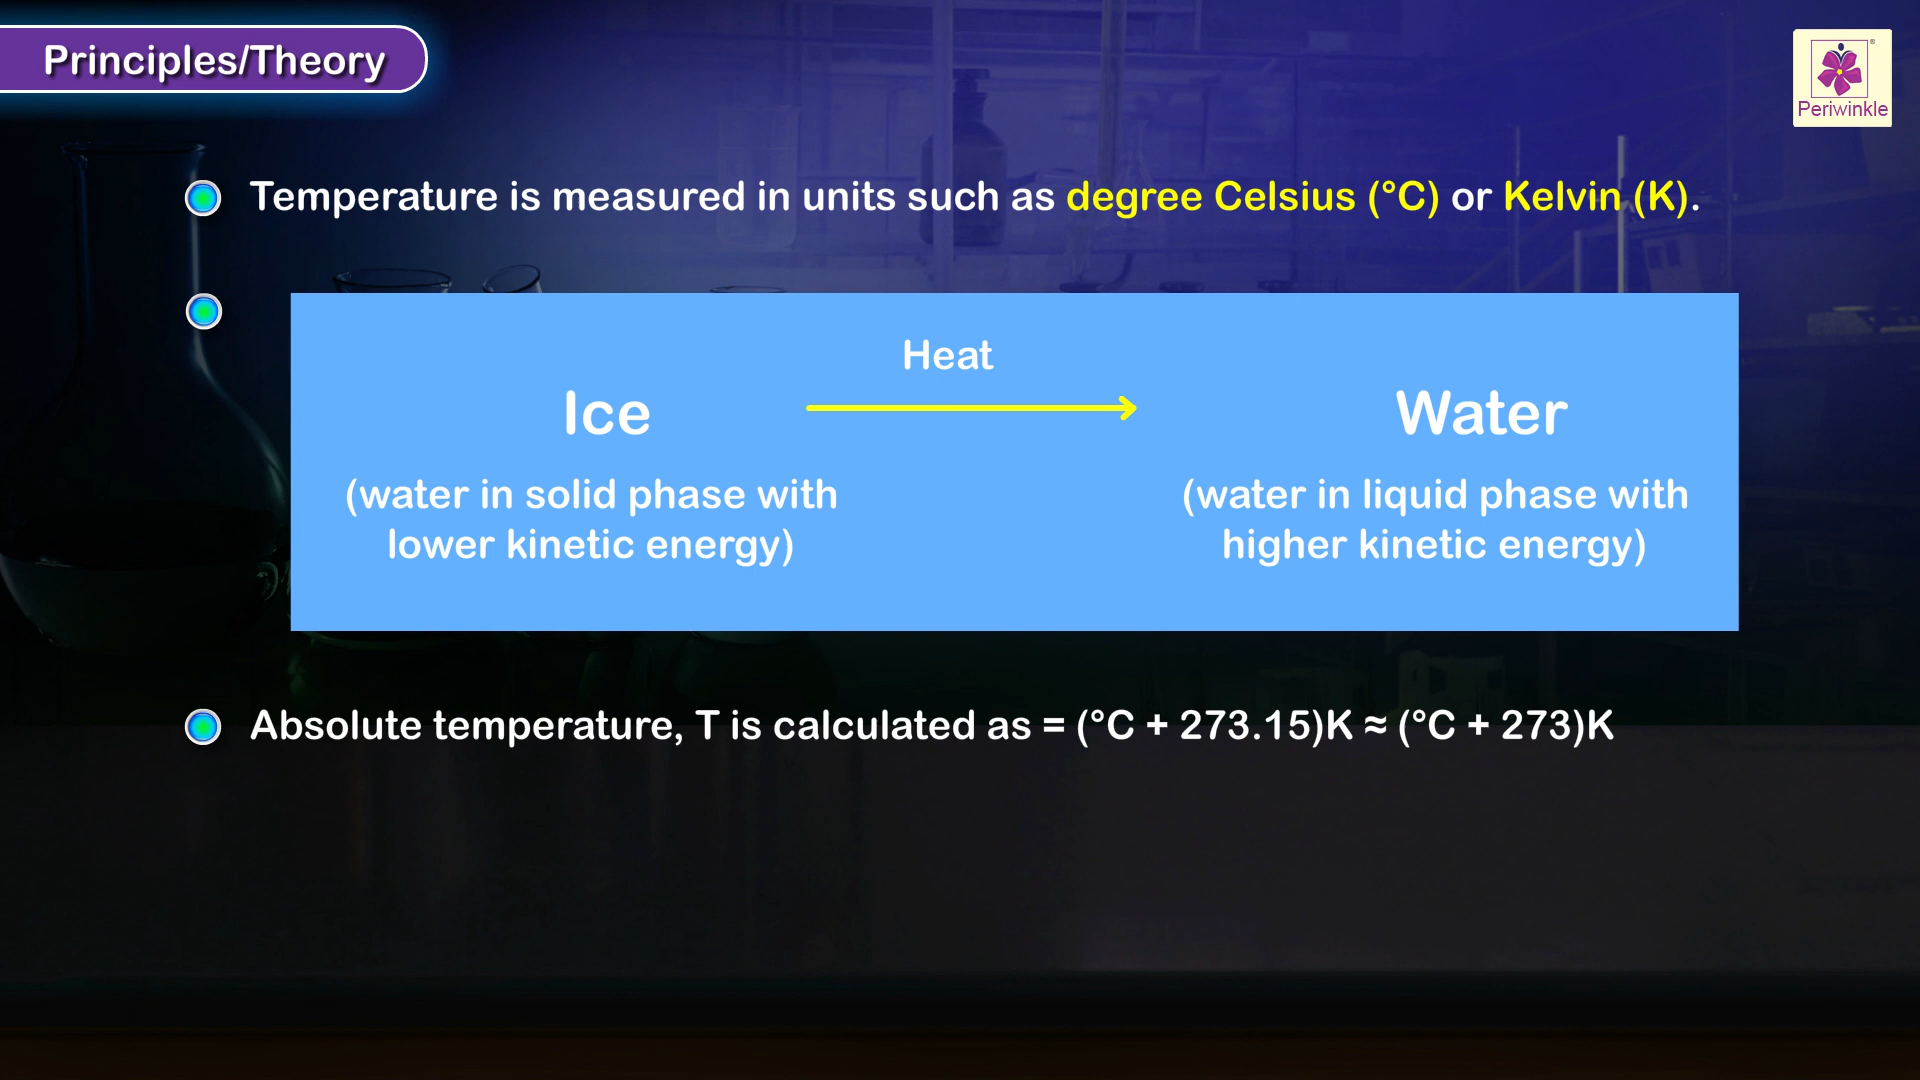 Principles/Theory
Periwinkle
Temperature is measured in units such as degree Celsius (°C) or Kelvin (K).
Heat
Ice
Water
(water in solid phase with
lower kinetic energy)
(water in liquid phase with
higher kinetic energy)
Absolute temperature, T is calculated as = (°C + 273.15)K ≈ (°C + 273)K